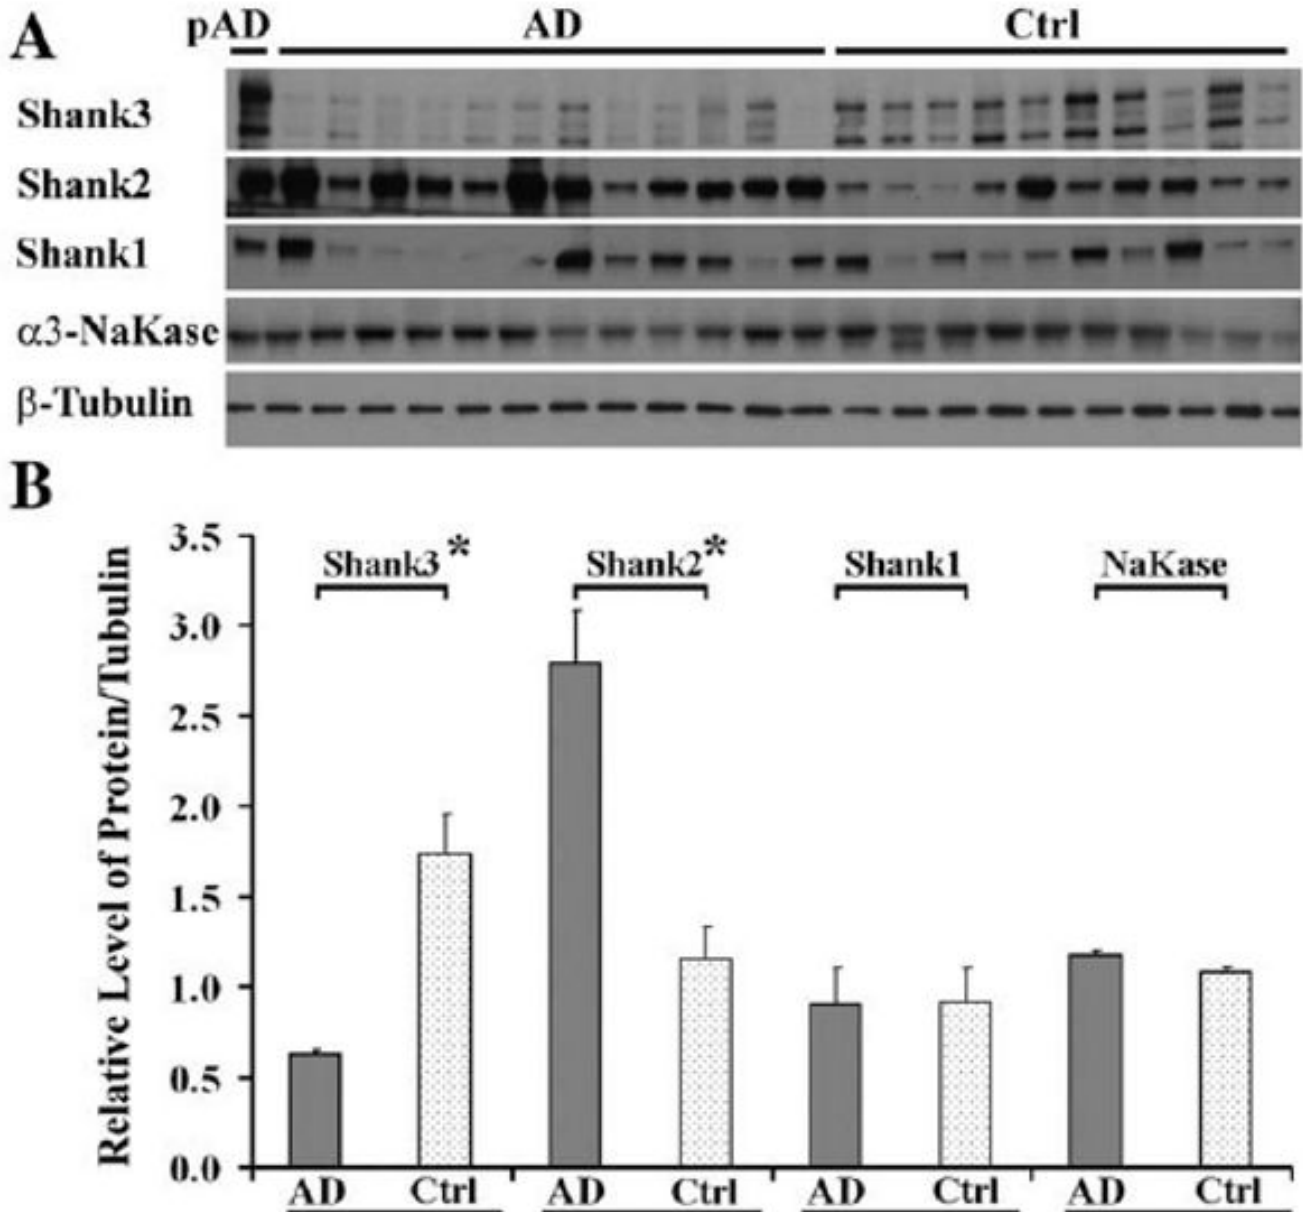 A
pAD AD Ctrl
Shank3
Shank2
Shank1
α3-NaKase
β-Tubulin
B
Relative Level of Protein/Tubulin
3.5
3.0
2.5
2.0
1.5
1.0
0.5
0.0
Shank3* Shank2* Shank1 NaKase
AD Ctrl AD Ctrl AD Ctrl AD Ctrl